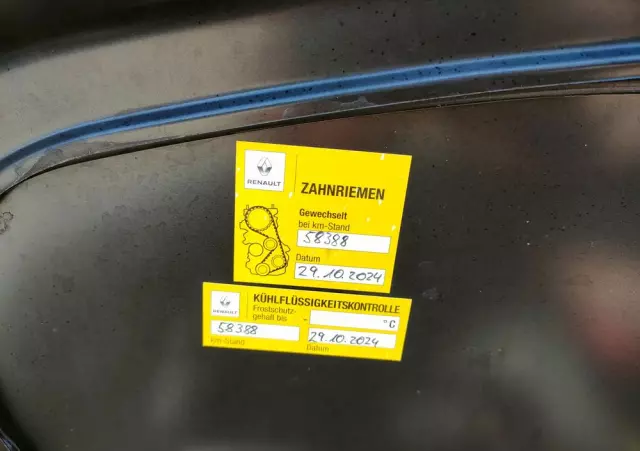 RENAULT
ZAHNRIEMEN
Gewechselt
bei km-Stand
58388
Datum
29.10.2024
RENAULT
KÜHLFLÜSSIGKEITSKONTROLLE
Frostschutz-
gehalt bis - °C
58388 29.10.2024
km-Stand Datum